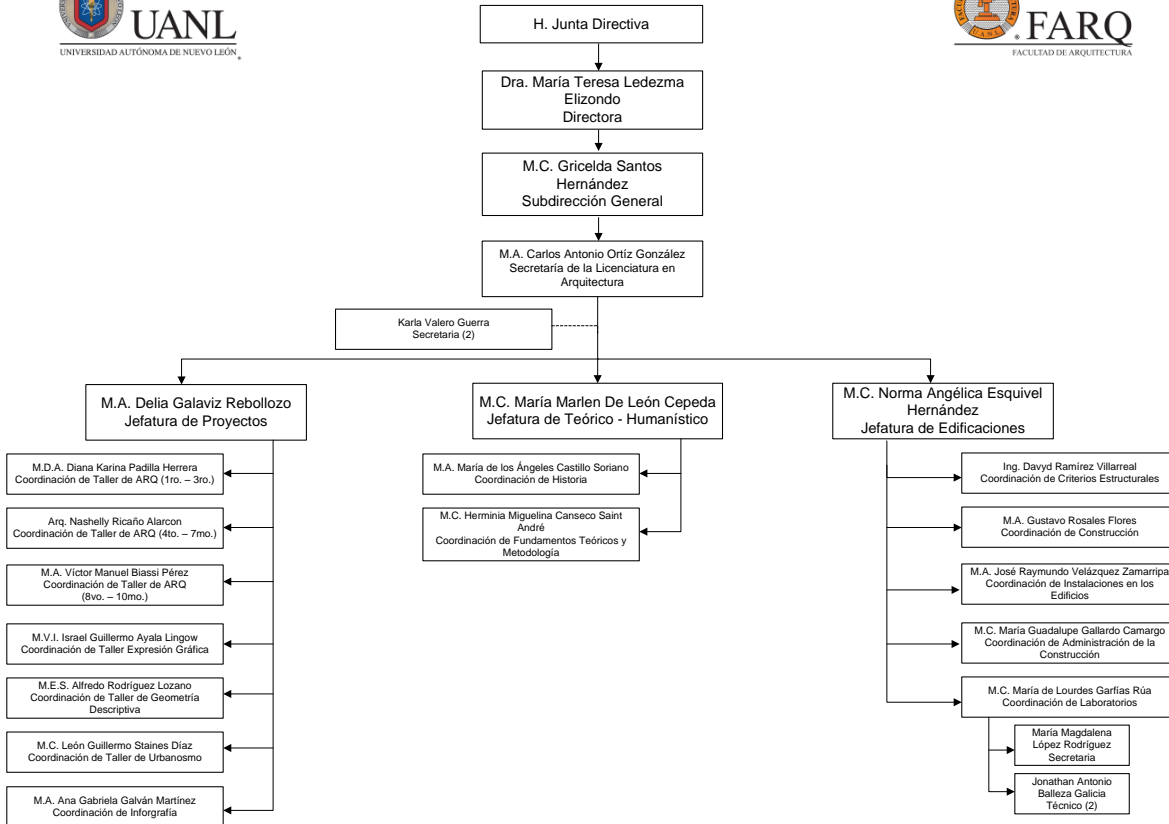 UANL
UNIVERSIDAD AUTÓNOMA DE NUEVO LEÓN
FARQ
FACULTAD DE ARQUITECTURA
H. Junta Directiva
Dra. María Teresa Ledezma
Elizondo
Directora
M.C. Gricelda Santos
Hernández
Subdirección General
M.A. Carlos Antonio Ortíz González
Secretaría de la Licenciatura en
Arquitectura
Karla Valero Guerra
Secretaria (2)
M.A. Delia Galaviz Rebollozo
Jefatura de Proyectos
M.D.A. Diana Karina Padilla Herrera
Coordinación de Taller de ARQ (1ro. – 3ro.)
Arq. Nashelly Ricaño Alarcon
Coordinación de Taller de ARQ (4to. – 7mo.)
M.A. Víctor Manuel Biassi Pérez
Coordinación de Taller de ARQ
(8vo. – 10mo.)
M.V.I. Israel Guillermo Ayala Lingow
Coordinación de Taller Expresión Gráfica
M.E.S. Alfredo Rodríguez Lozano
Coordinación de Taller de Geometría
Descriptiva
M.C. León Guillermo Staines Díaz
Coordinación de Taller de Urbanosmo
M.A. Ana Gabriela Galván Martínez
Coordinación de Inforgrafía
M.C. María Marlen De León Cepeda
Jefatura de Teórico - Humanístico
M.A. María de los Ángeles Castillo Soriano
Coordinación de Historia
M.C. Herminia Miguelina Canseco Saint
André
Coordinación de Fundamentos Teóricos y
Metodología
M.C. Norma Angélica Esquivel
Hernández
Jefatura de Edificaciones
Ing. Davyd Ramírez Villarreal
Coordinación de Criterios Estructurales
M.A. Gustavo Rosales Flores
Coordinación de Construcción
M.A. José Raymundo Velázquez Zamarripa
Coordinación de Instalaciones en los
Edificios
M.C. María Guadalupe Gallardo Camargo
Coordinación de Administración de la
Construcción
M.C. María de Lourdes Garfías Rúa
Coordinación de Laboratorios
María Magdalena
López Rodríguez
Secretaria
Jonathan Antonio
Balleza Galicia
Técnico (2)